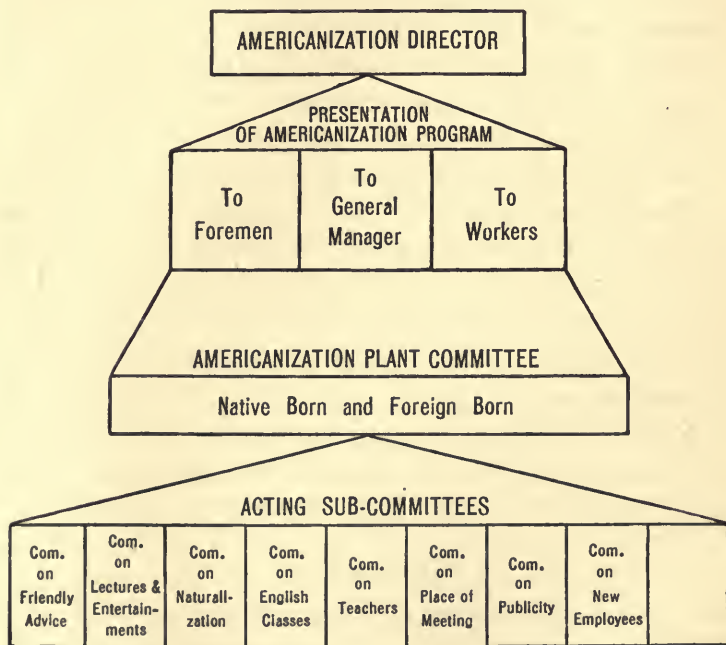 AMERICANIZATION DIRECTOR
PRESENTATION
OF AMERICANIZATION PROGRAM
To
Foremen
To
General
Manager
To
Workers
AMERICANIZATION PLANT COMMITTEE
Native Born and Foreign Born
ACTING SUB-COMMITTEES
Com.
on
Friendly
Advice
Com.
on
Lectures &
Entertain-
ments
Com.
on
Naturali-
zation
Com.
on
English
Classes
Com.
on
Teachers
Com.
on
Place of
Meeting
Com.
on
Publicity
Com.
on
New
Employees